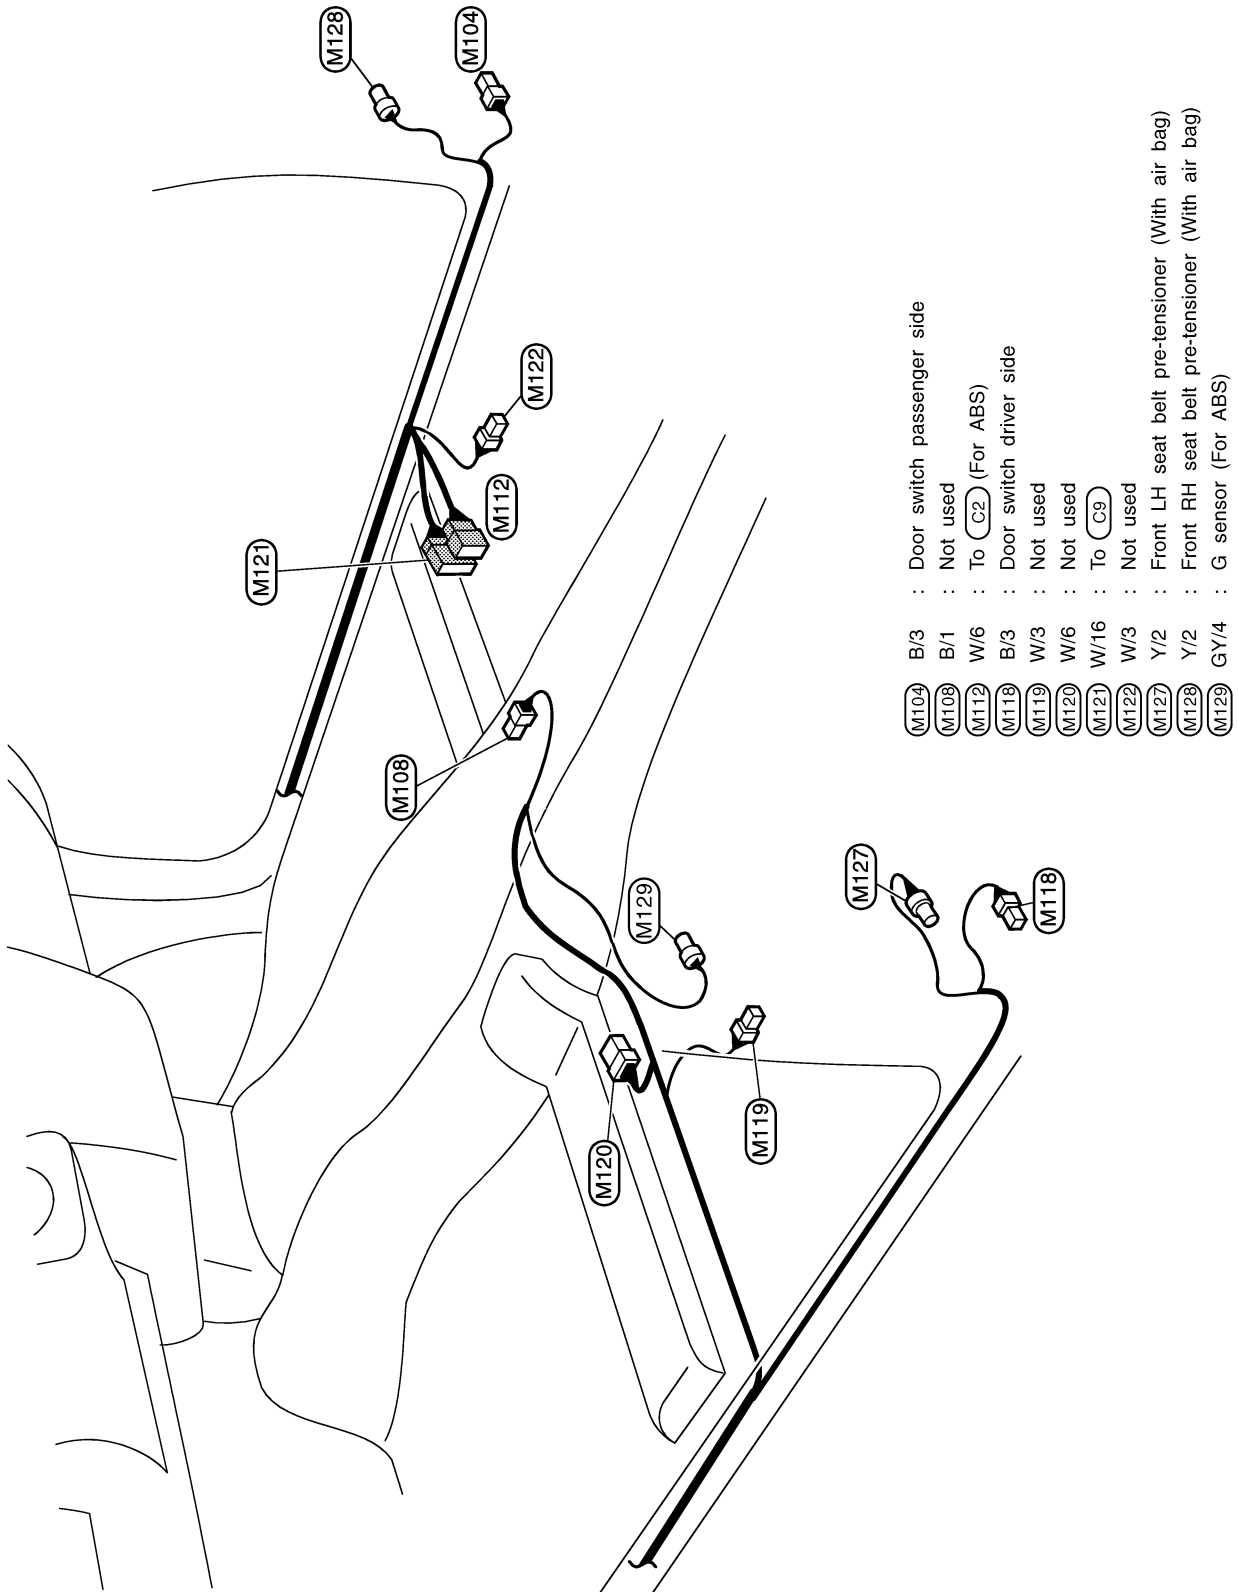 M128
M104
M122
M112
M121
M108
M129
M127
M118
M120
M119
M104 B/3 : Door switch passenger side
M108 B/1 : Not used
M112 W/6 : To C2 (For ABS)
M118 B/3 : Door switch driver side
M119 W/3 : Not used
M120 W/6 : Not used
M121 W/16 : To C9
M122 W/3 : Not used
M127 Y/2 : Front LH seat belt pre-tensioner (With air bag)
M128 Y/2 : Front RH seat belt pre-tensioner (With air bag)
M129 GY/4 : G sensor (For ABS)